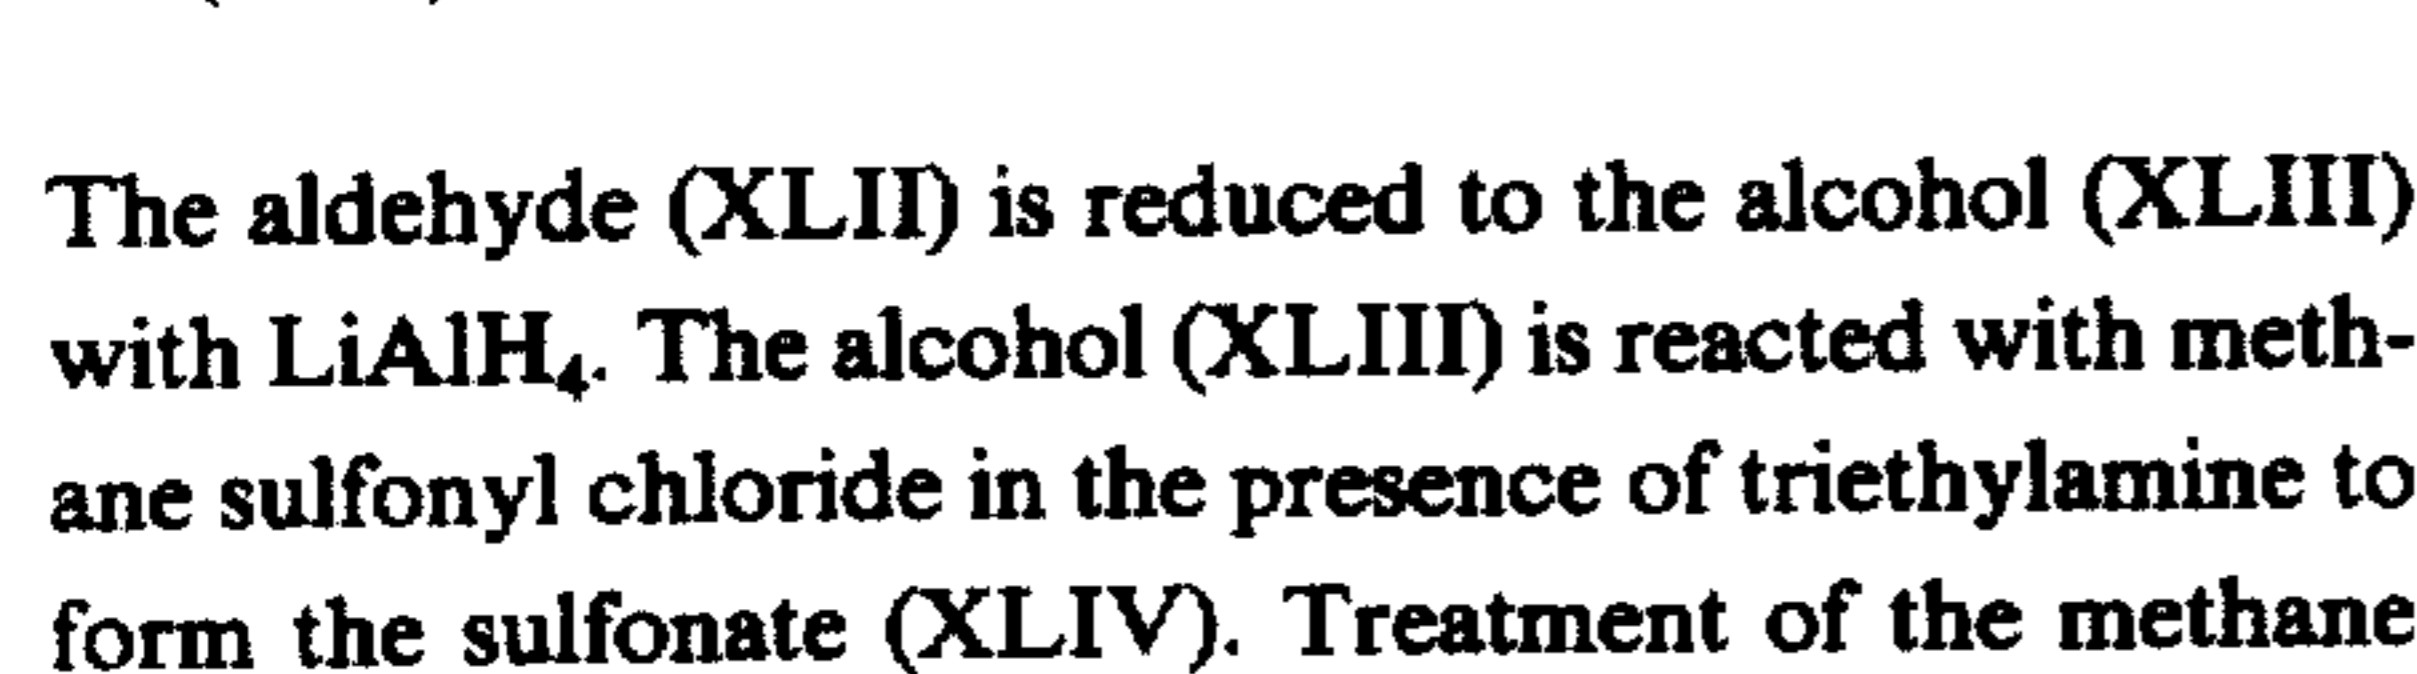 The aldehyde (XLII) is reduced to the alcohol (XLIII)
with LiAlH₄. The alcohol (XLIII) is reacted with meth-
ane sulfonyl chloride in the presence of triethylamine to
form the sulfonate (XLIV). Treatment of the methane